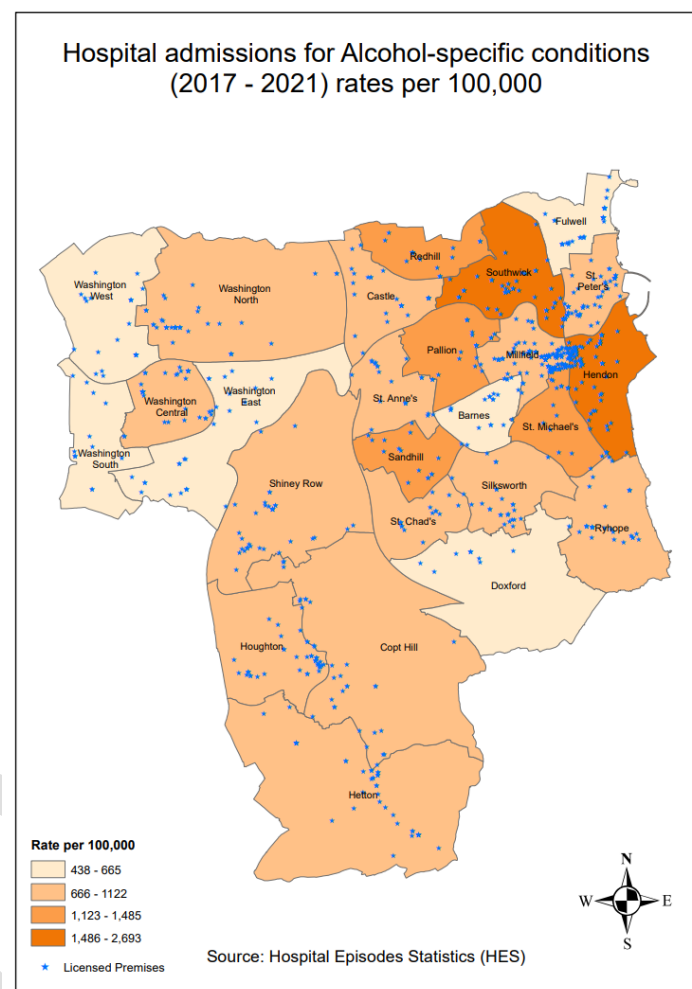 Hospital admissions for Alcohol-specific conditions
(2017 - 2021) rates per 100,000
Fulwell
Redhill
Southwick
St.
Peter's
Washington
West
Washington
North
Castle
Pallion
Millfield
Hendon
Washington
Central
Washington
East
St. Anne's
Barnes
St. Michael's
Washington
South
Sandhill
Shiney Row
Silksworth
St. Chad's
Ryhope
Doxford
Houghton
Copt Hill
Hetton
Rate per 100,000
438 - 665
666 - 1122
1,123 - 1,485
1,486 - 2,693
Licensed Premises
N
W
E
S
Source: Hospital Episodes Statistics (HES)